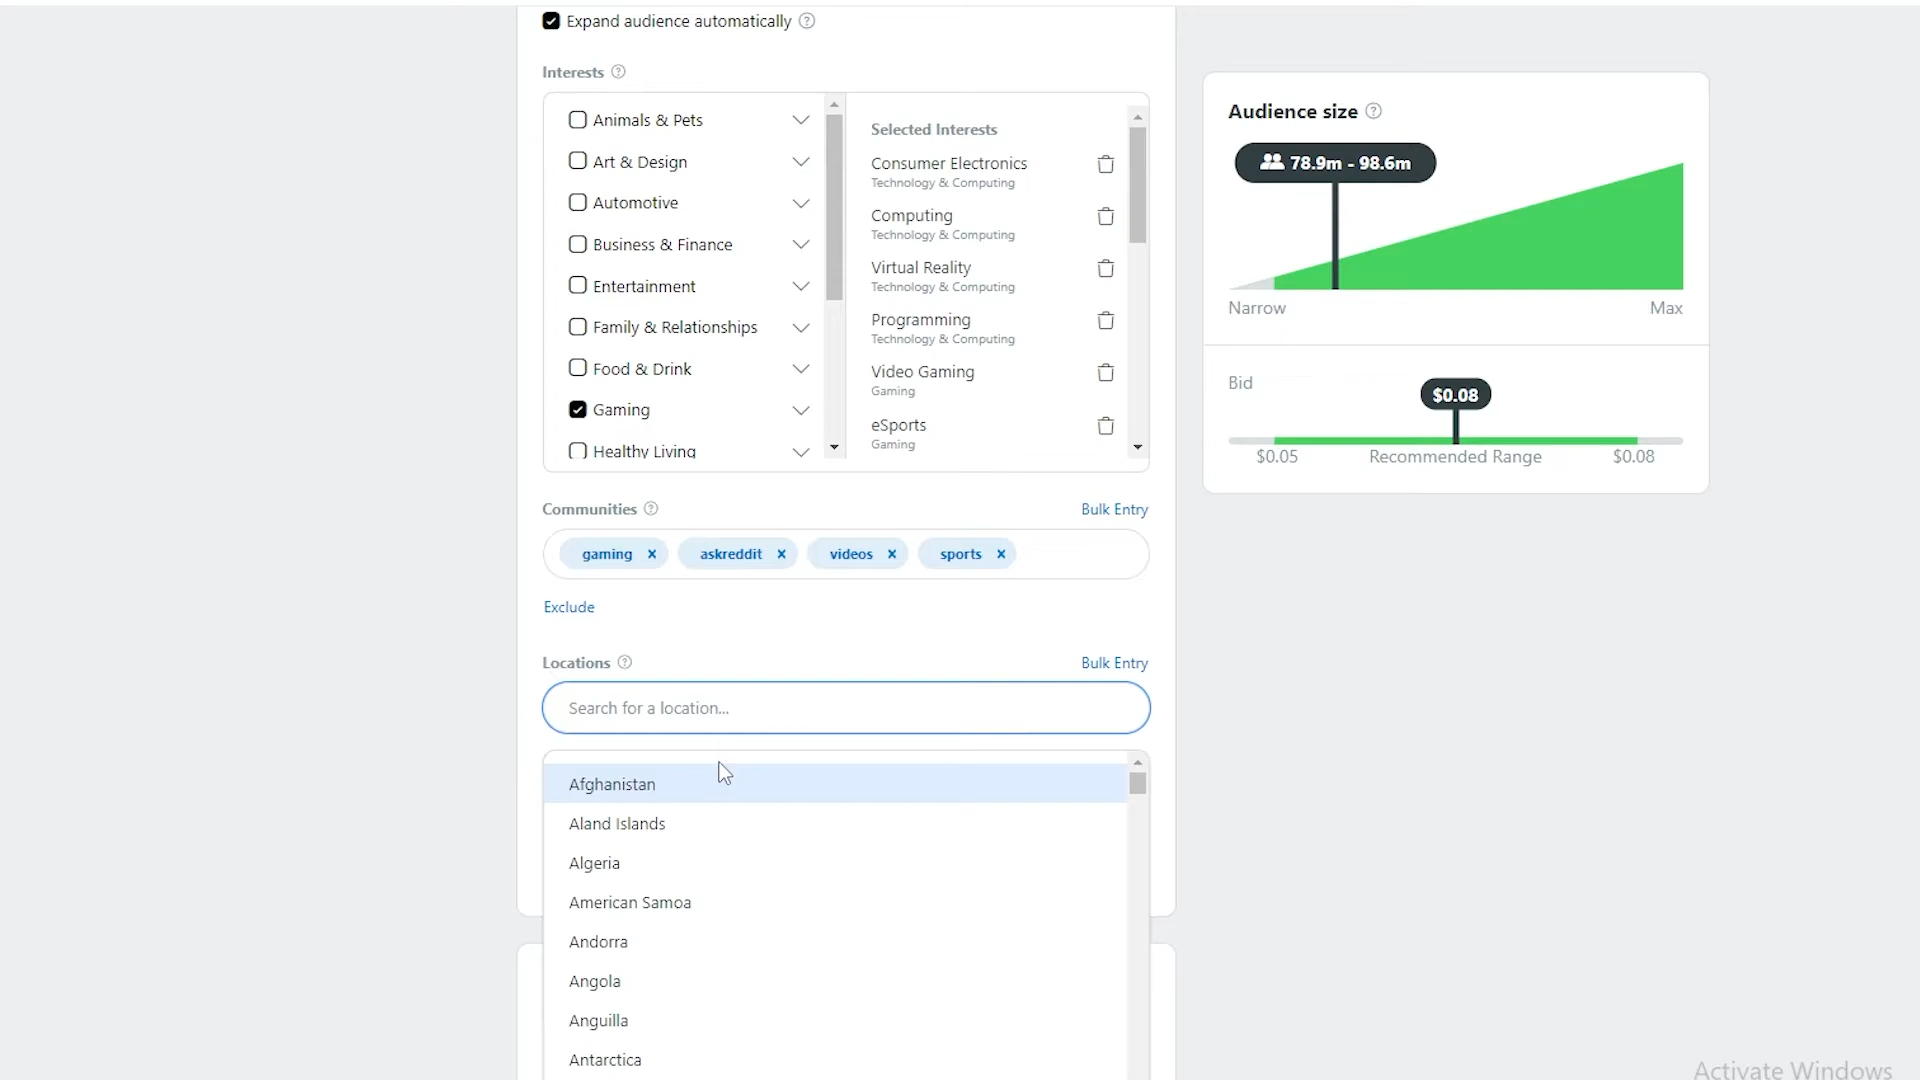 Expand audience automatically
Interests
Animals & Pets
Art & Design
Automotive
Business & Finance
Entertainment
Family & Relationships
Food & Drink
Gaming
Healthy Living
Selected Interests
Consumer Electronics
Technology & Computing
Computing
Technology & Computing
Virtual Reality
Technology & Computing
Programming
Technology & Computing
Video Gaming
Gaming
eSports
Gaming
Communities
Bulk Entry
gaming × askreddit × videos × sports ×
Exclude
Locations
Bulk Entry
Search for a location...
Afghanistan
Aland Islands
Algeria
American Samoa
Andorra
Angola
Anguilla
Antarctica
Audience size
78.9m - 98.6m
Narrow Max
Bid
$0.08
$0.05 Recommended Range $0.08
Activate Windows